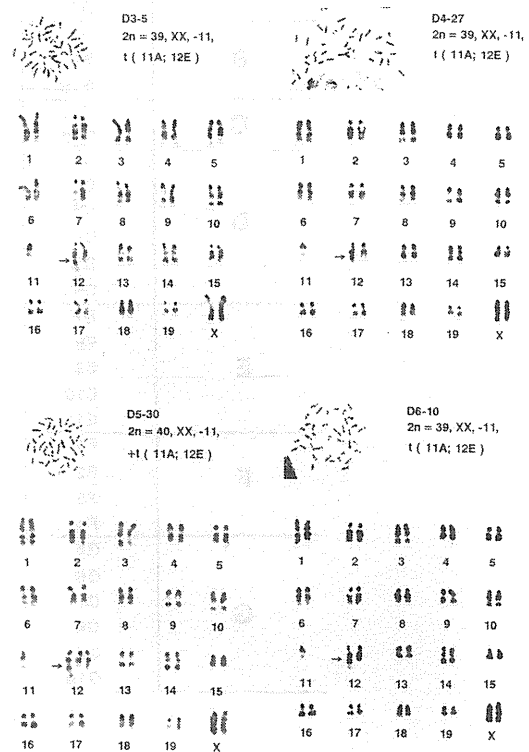 D3-5
2n = 39, XX, -11,
t ( 11A; 12E )
1 2 3 4 5
6 7 8 9 10
11 12 13 14 15
16 17 18 19 X
D4-27
2n = 39, XX, -11,
t ( 11A; 12E )
1 2 3 4 5
6 7 8 9 10
11 12 13 14 15
16 17 18 19 X
D5-30
2n = 40, XX, -11,
+t ( 11A; 12E )
1 2 3 4 5
6 7 8 9 10
11 12 13 14 15
16 17 18 19 X
D6-10
2n = 39, XX, -11,
t ( 11A; 12E )
1 2 3 4 5
6 7 8 9 10
11 12 13 14 15
16 17 18 19 X